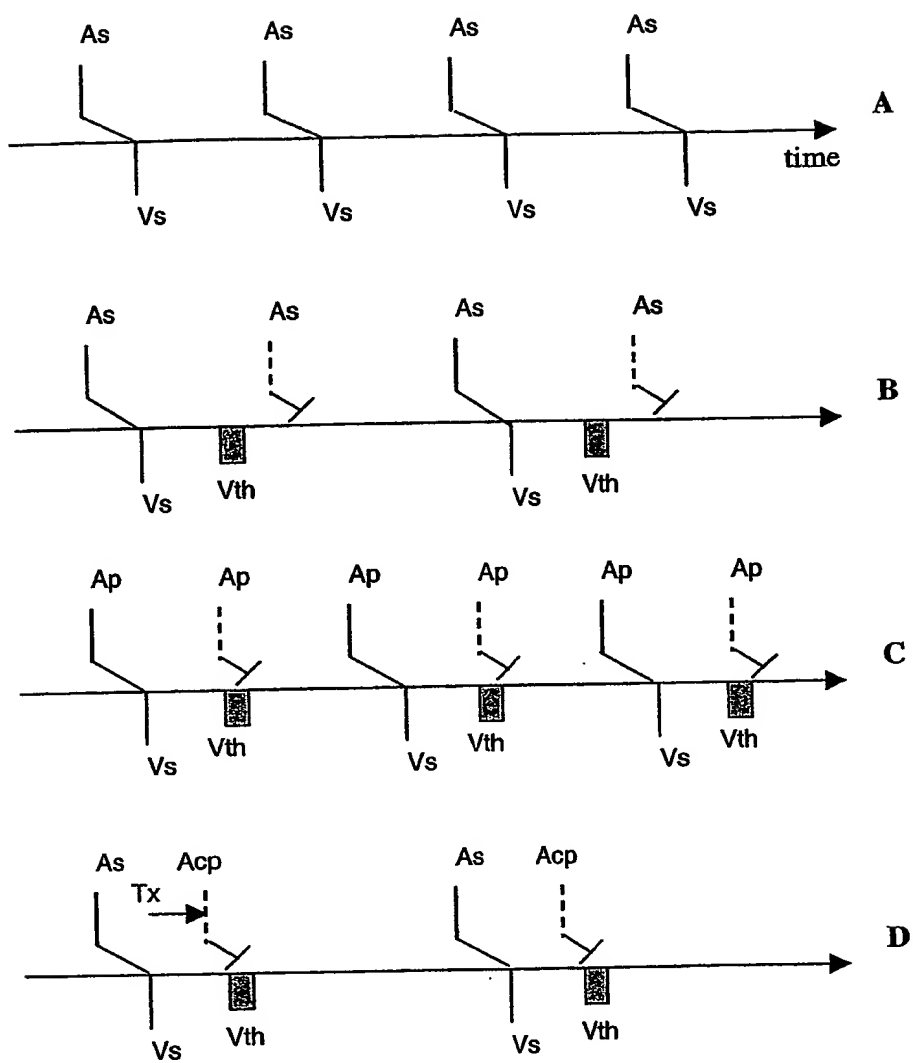 As As As As
A
time
Vs Vs Vs Vs
As As As As
B
Vs Vth Vs Vth
Ap Ap Ap Ap Ap Ap
C
Vs Vth Vs Vth Vs Vth
As Acp As Acp
Tx
D
Vs Vth Vs Vth